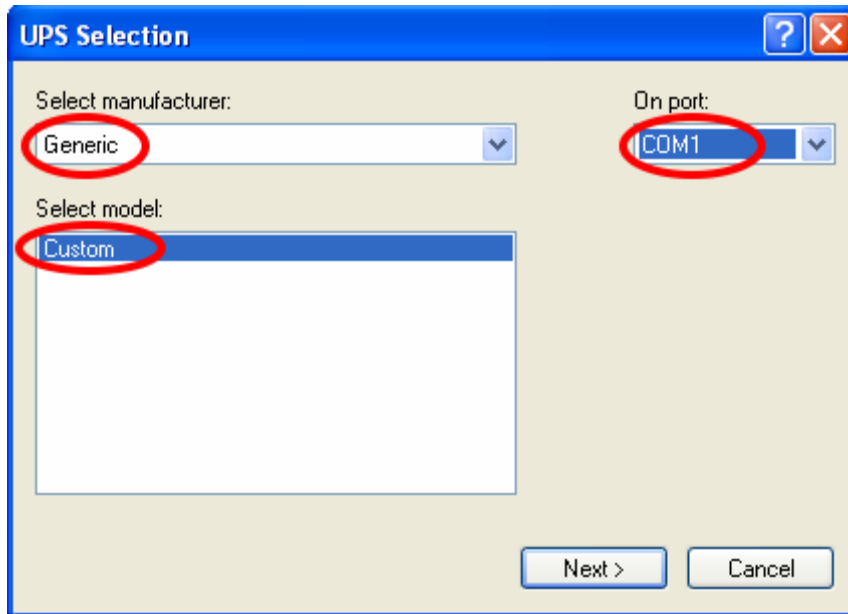 UPS Selection
Select manufacturer:
On port:
Generic
COM1
Select model:
Custom
Next >
Cancel